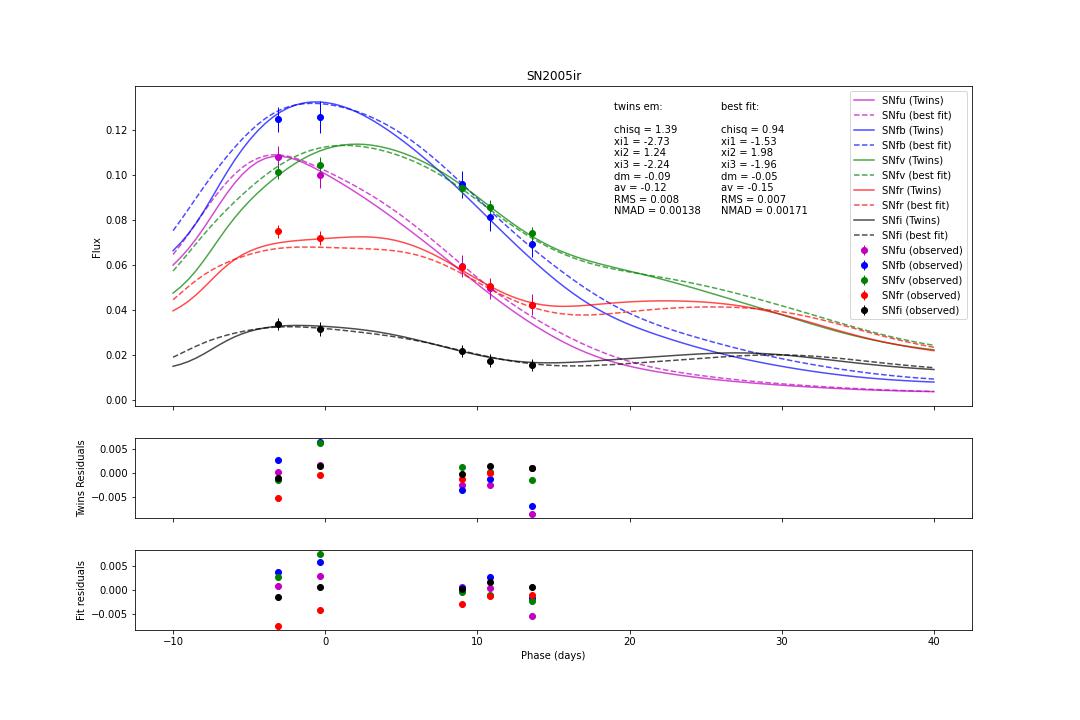 SN2005ir
Flux
0.12
0.10
0.08
0.06
0.04
0.02
0.00
twins em:
chisq = 1.39
xi1 = -2.73
xi2 = 1.24
xi3 = -2.24
dm = -0.09
av = -0.12
RMS = 0.008
NMAD = 0.00138
best fit:
chisq = 0.94
xi1 = -1.53
xi2 = 1.98
xi3 = -1.96
dm = -0.05
av = -0.15
RMS = 0.007
NMAD = 0.00171
SNfu (Twins)
SNfu (best fit)
SNfb (Twins)
SNfb (best fit)
SNfv (Twins)
SNfv (best fit)
SNfr (Twins)
SNfr (best fit)
SNfi (Twins)
SNfi (best fit)
SNfu (observed)
SNfb (observed)
SNfv (observed)
SNfr (observed)
SNfi (observed)
Twins Residuals
0.005
0.000
−0.005
Fit residuals
0.005
0.000
−0.005
−10 0 10 20 30 40
Phase (days)